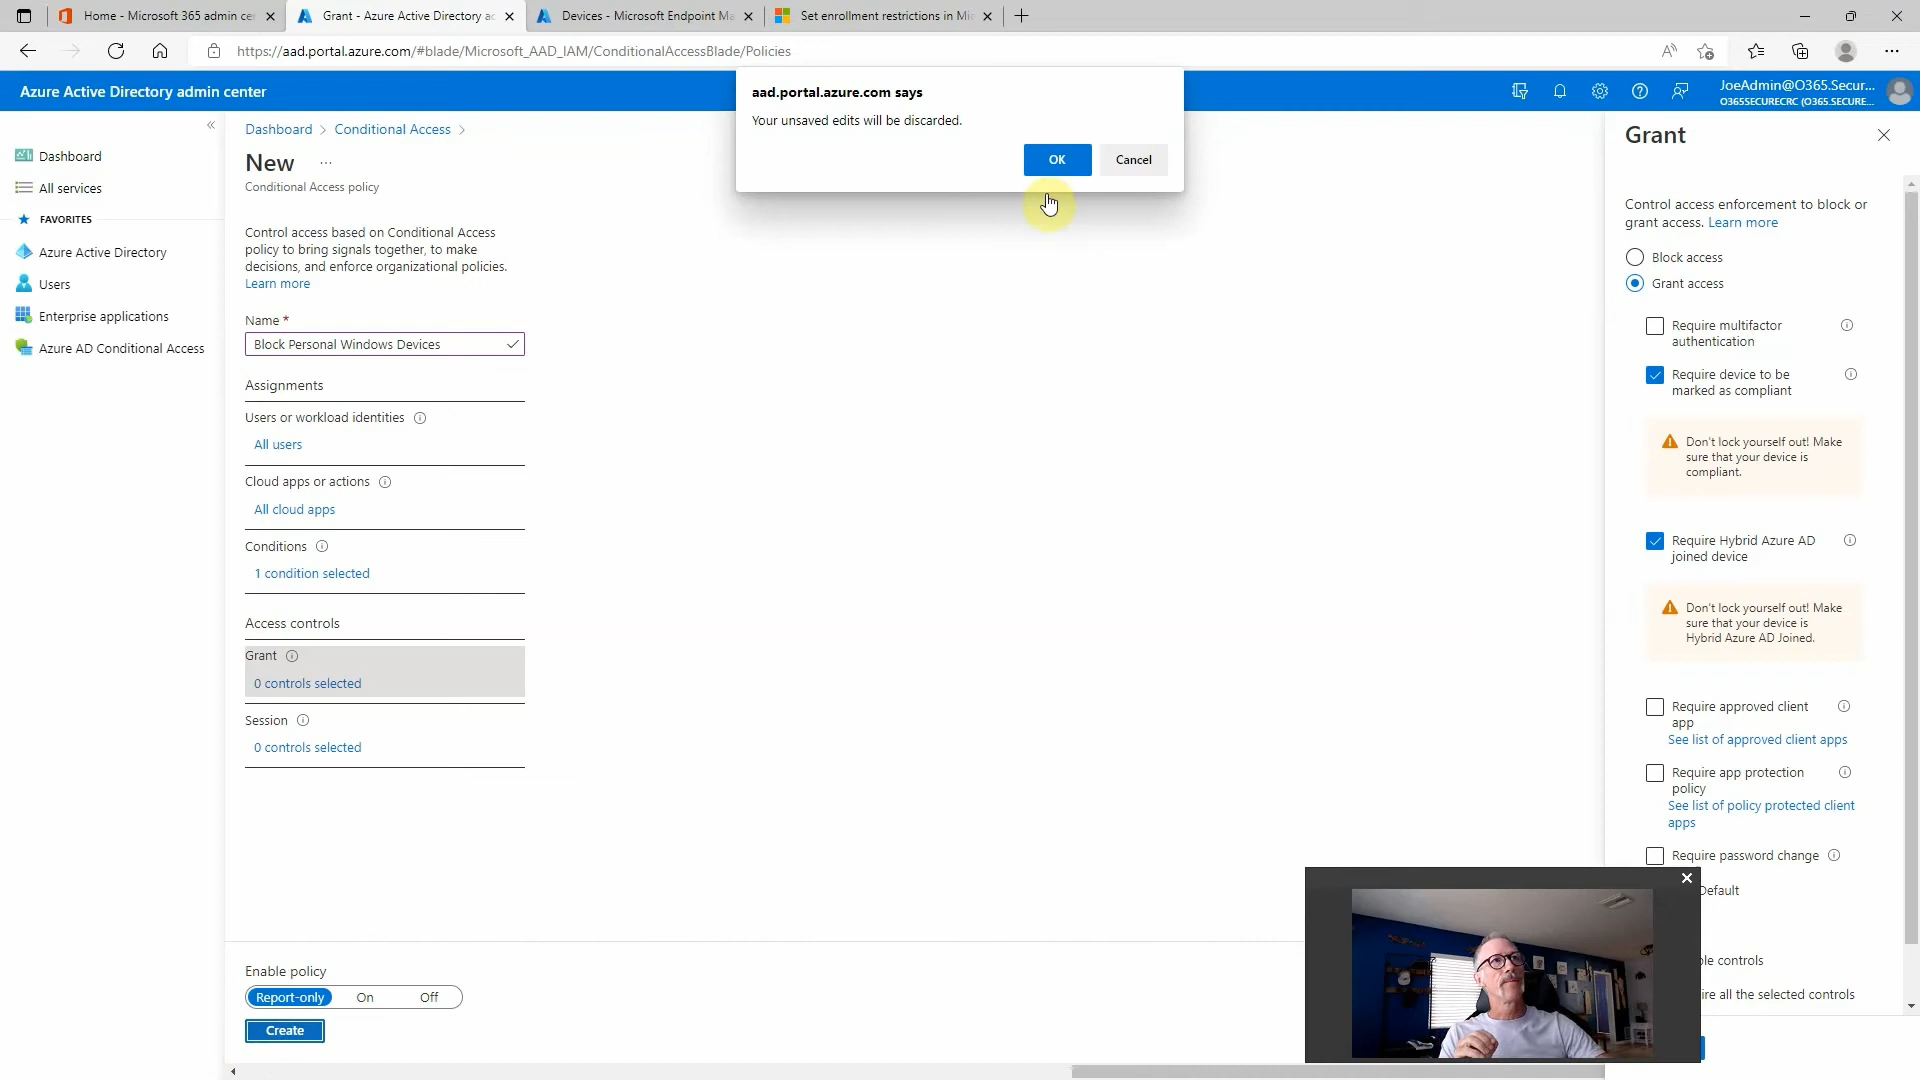 Home - Microsoft 365 admin cen
Grant - Azure Active Directory ac
Devices - Microsoft Endpoint Ma
Set enrollment restrictions in Mic
https://aad.portal.azure.com/#blade/Microsoft_AAD_IAM/ConditionalAccessBlade/Policies
Azure Active Directory admin center
JoeAdmin@O365.Secur...
O365SECURECRC (O365.SECURE...
aad.portal.azure.com says
Your unsaved edits will be discarded.
OK
Cancel
Dashboard
All services
FAVORITES
Azure Active Directory
Users
Enterprise applications
Azure AD Conditional Access
Dashboard > Conditional Access >
New ...
Conditional Access policy
Control access based on Conditional Access
policy to bring signals together, to make
decisions, and enforce organizational policies.
Learn more
Name *
Block Personal Windows Devices
Assignments
Users or workload identities
All users
Cloud apps or actions
All cloud apps
Conditions
1 condition selected
Access controls
Grant
0 controls selected
Session
0 controls selected
Enable policy
Report-only On Off
Create
Grant
Control access enforcement to block or
grant access. Learn more
Block access
Grant access
Require multifactor
authentication
Require device to be
marked as compliant
Don't lock yourself out! Make
sure that your device is
compliant.
Require Hybrid Azure AD
joined device
Don't lock yourself out! Make
sure that your device is
Hybrid Azure AD Joined.
Require approved client
app
See list of approved client apps
Require app protection
policy
See list of policy protected client
apps
Require password change
Default
ple controls
ire all the selected controls